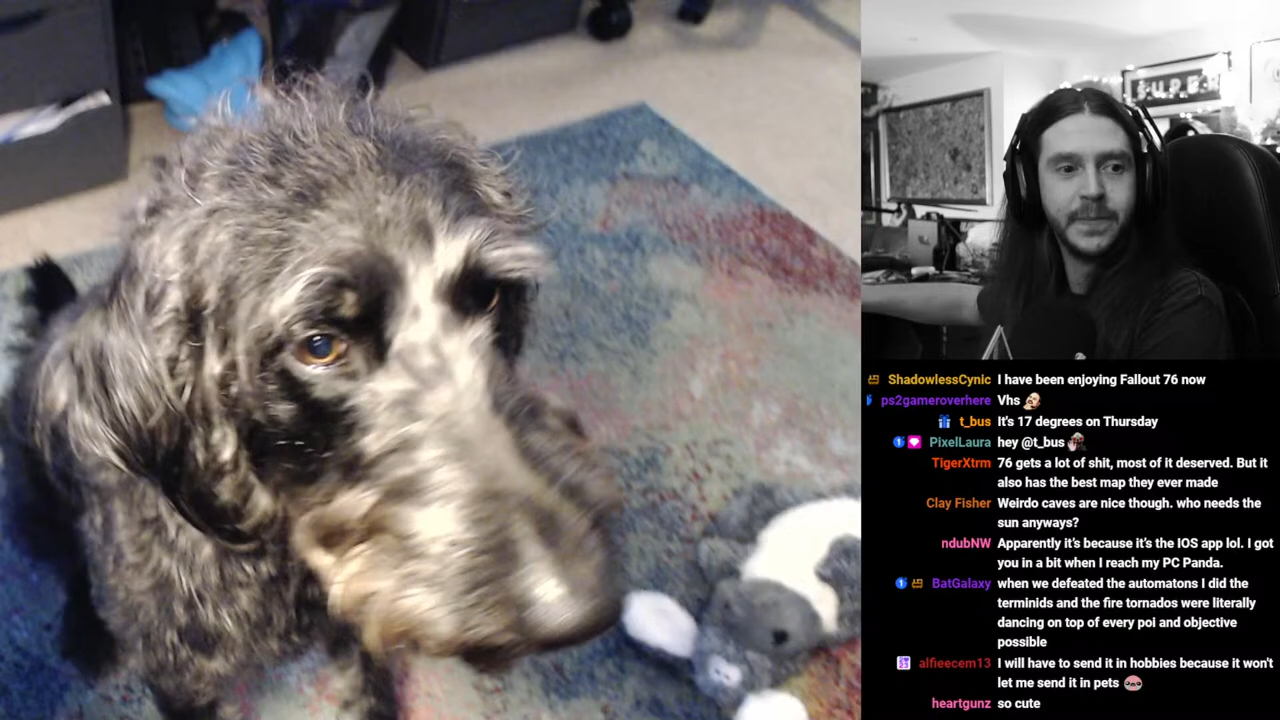 SUPER
ShadowlessCynic I have been enjoying Fallout 76 now
ps2gameroverhere Vhs
t_bus It's 17 degrees on Thursday
PixelLaura hey @t_bus
TigerXtrm 76 gets a lot of shit, most of it deserved. But it
also has the best map they ever made
Clay Fisher Weirdo caves are nice though. who needs the
sun anyways?
ndubNW Apparently it's because it's the IOS app lol. I got
you in a bit when I reach my PC Panda.
BatGalaxy when we defeated the automatons I did the
terminids and the fire tornados were literally
dancing on top of every poi and objective
possible
alfieecem13 I will have to send it in hobbies because it won't
let me send it in pets
heartgunz so cute